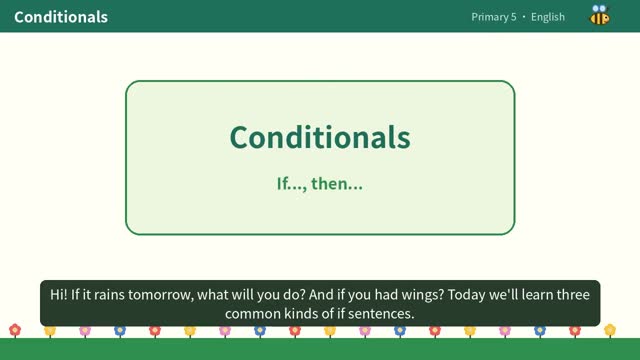 Conditionals
Primary 5 • English
Conditionals
If..., then...
Hi! If it rains tomorrow, what will you do? And if you had wings? Today we'll learn three
common kinds of if sentences.